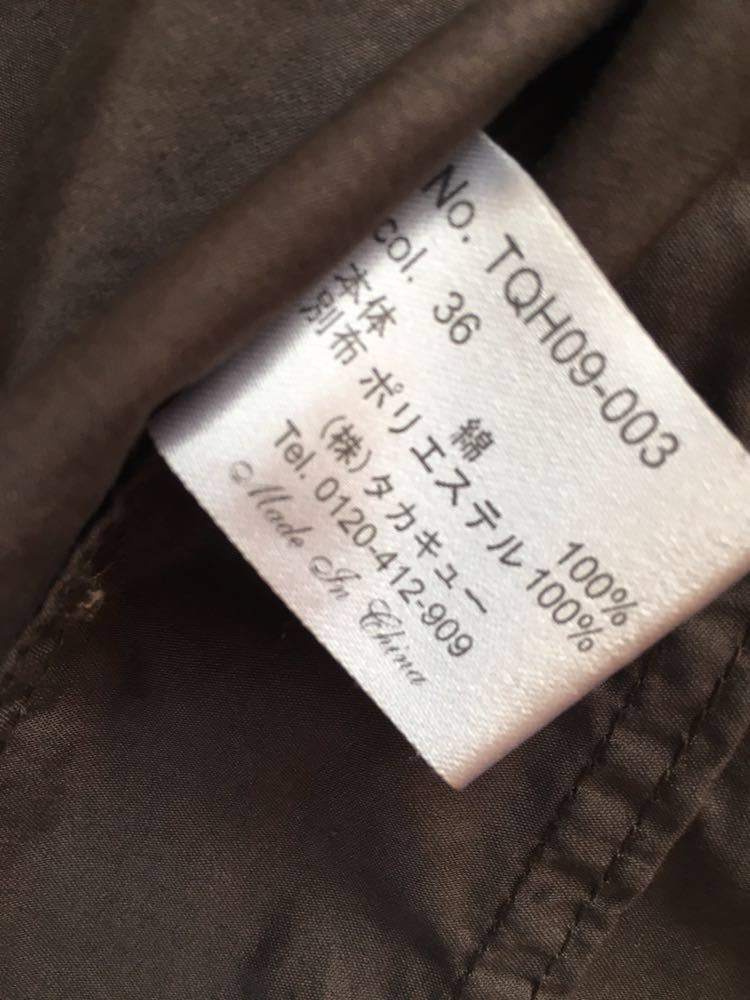 No. TQH09-003
col. 36
本体 綿 100%
別布 ポリエステル 100%
(株)タカキュー
Tel. 0120-412-909
Made In China